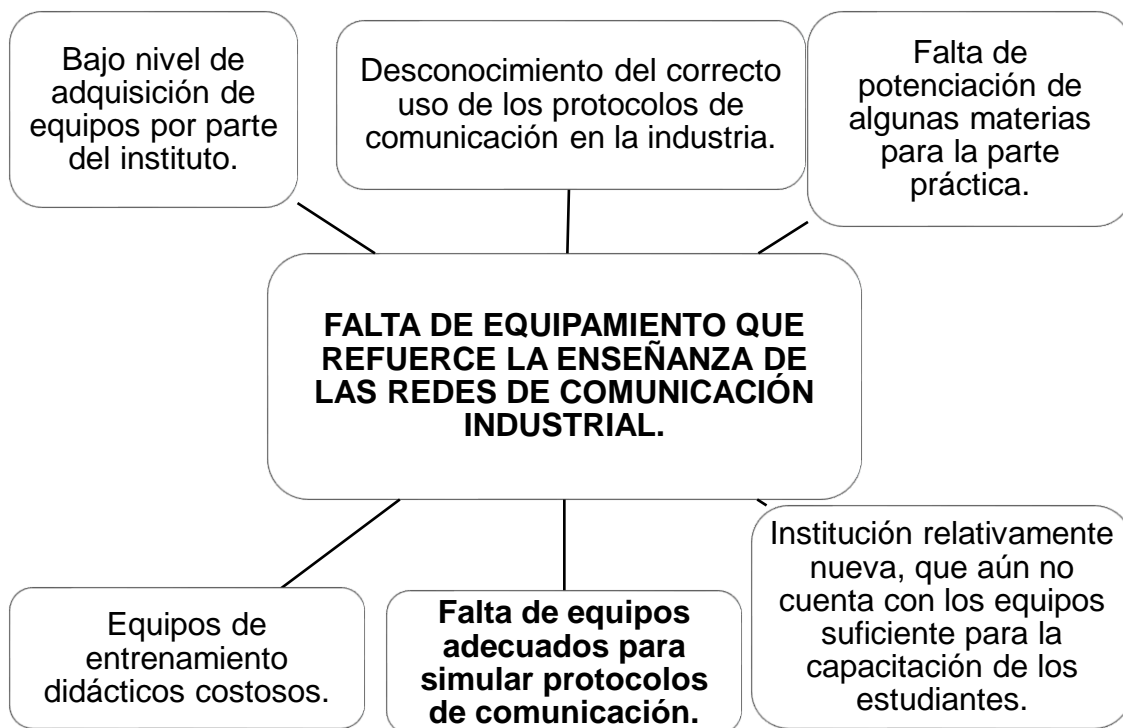 Bajo nivel de
adquisición de
equipos por parte
del instituto.
Desconocimiento del correcto
uso de los protocolos de
comunicación en la industria.
Falta de
potenciación de
algunas materias
para la parte
práctica.
FALTA DE EQUIPAMIENTO QUE
REFUERCE LA ENSEÑANZA DE
LAS REDES DE COMUNICACIÓN
INDUSTRIAL.
Equipos de
entrenamiento
didácticos costosos.
Falta de equipos
adecuados para
simular protocolos
de comunicación.
Institución relativamente
nueva, que aún no
cuenta con los equipos
suficiente para la
capacitación de los
estudiantes.